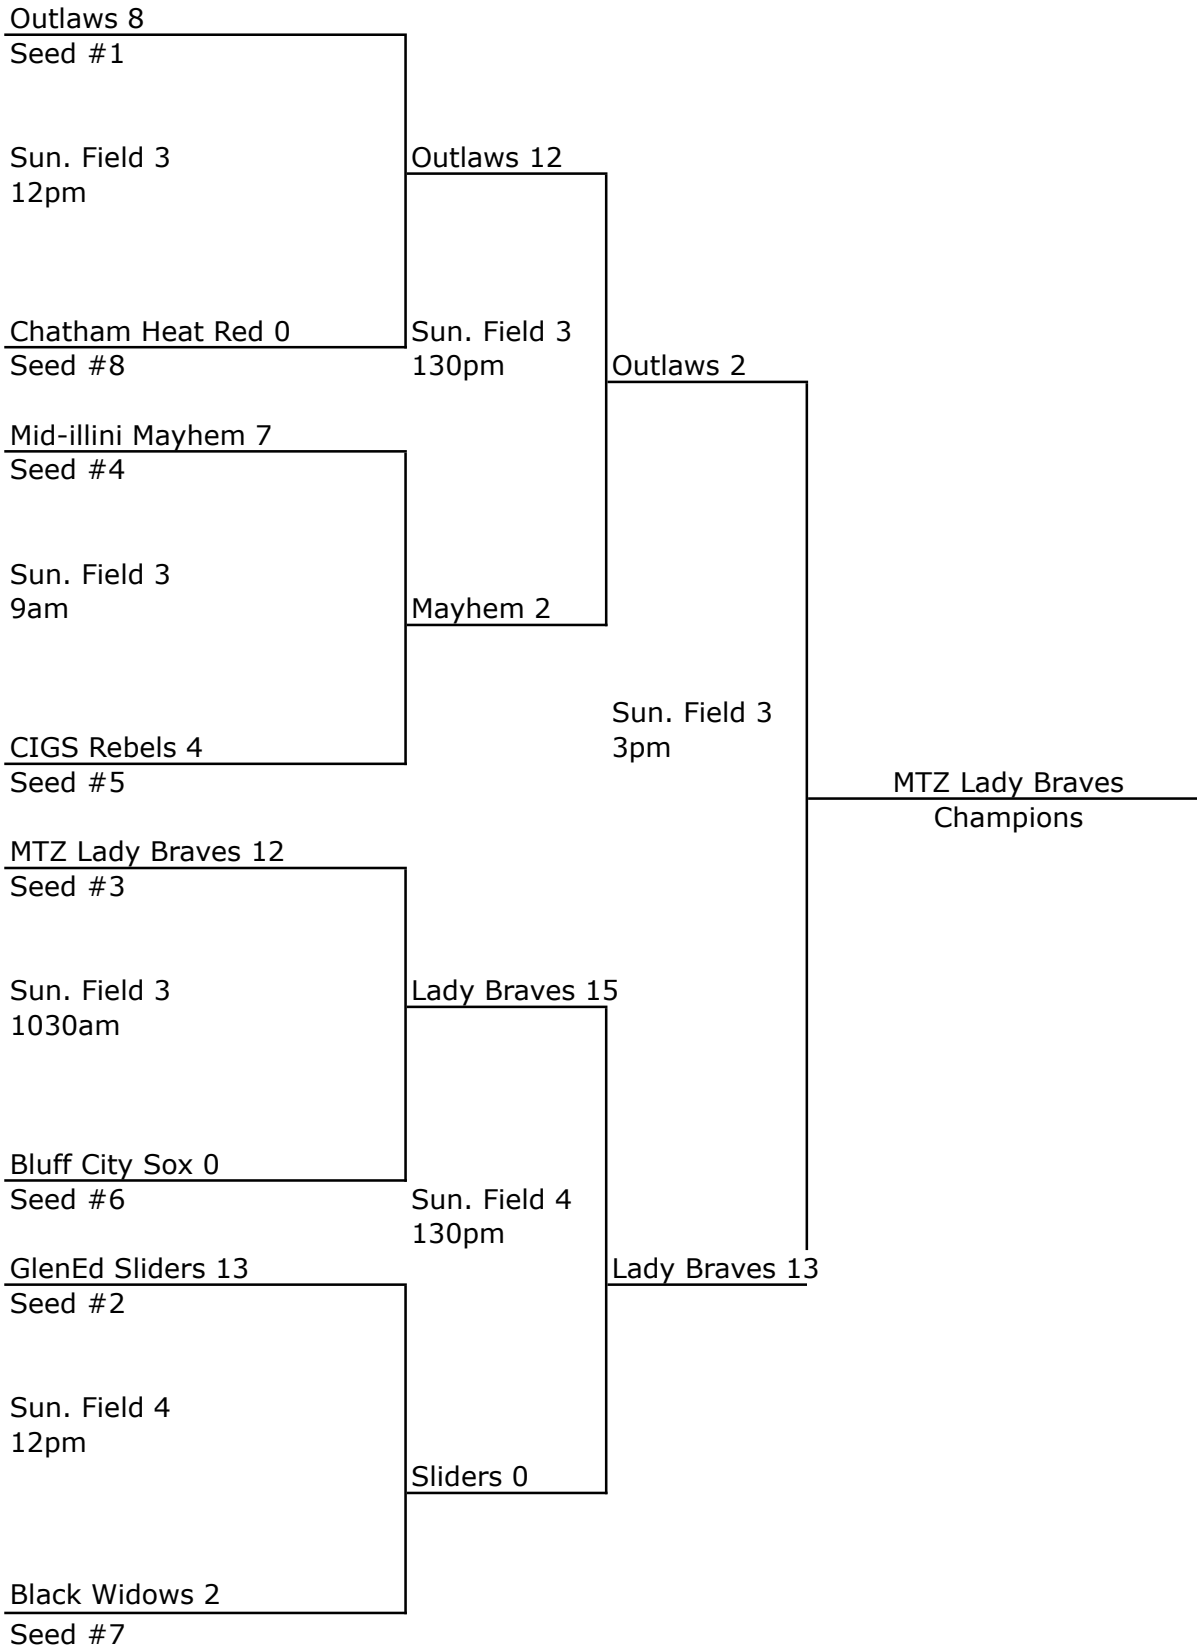 Outlaws 8
Seed #1
Sun. Field 3
12pm
Outlaws 12
Chatham Heat Red 0
Seed #8
Sun. Field 3
130pm
Outlaws 2
Mid-illini Mayhem 7
Seed #4
Sun. Field 3
9am
Mayhem 2
CIGS Rebels 4
Seed #5
Sun. Field 3
3pm
MTZ Lady Braves
Champions
MTZ Lady Braves 12
Seed #3
Sun. Field 3
1030am
Lady Braves 15
Bluff City Sox 0
Seed #6
Sun. Field 4
130pm
Lady Braves 13
GlenEd Sliders 13
Seed #2
Sun. Field 4
12pm
Sliders 0
Black Widows 2
Seed #7